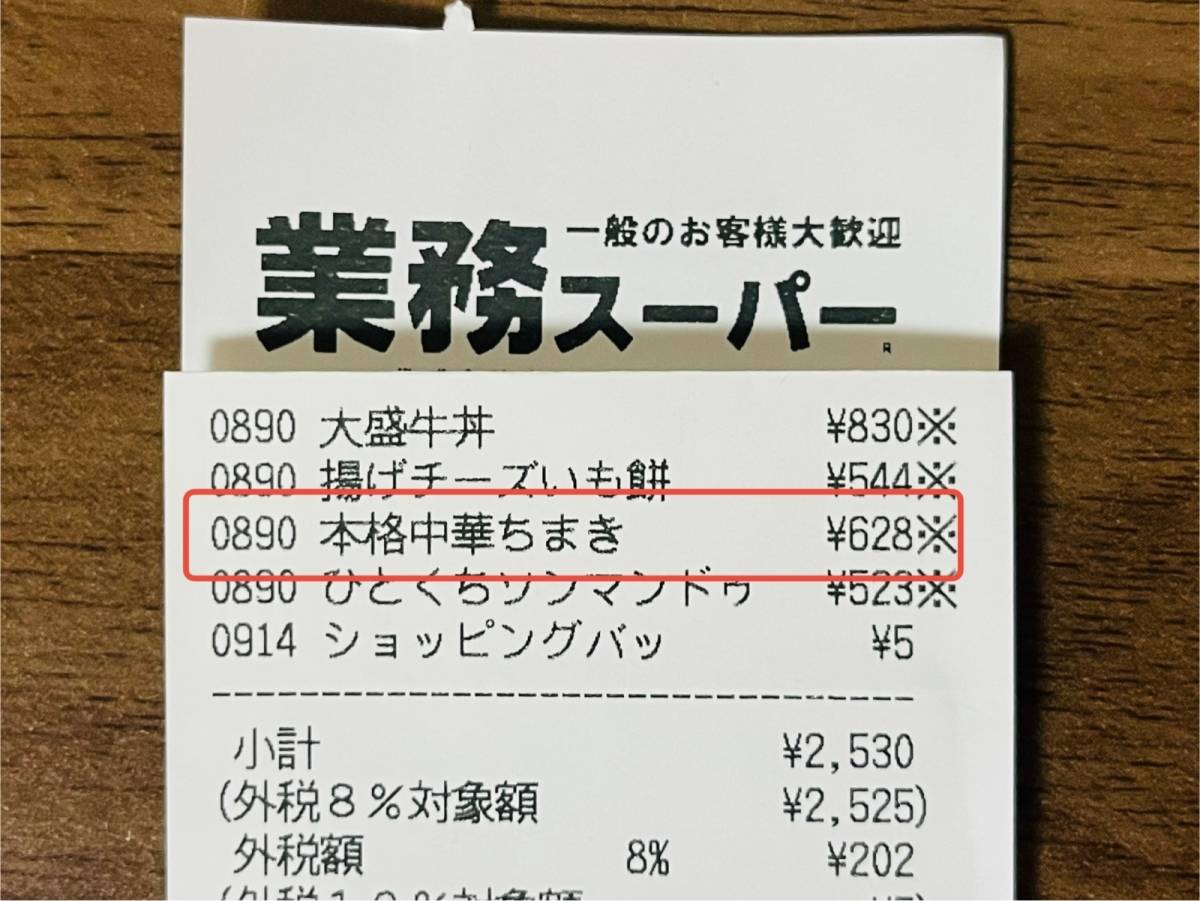 一般のお客様大歓迎
業務スーパー
R
0890 大盛牛丼 ¥830※
0890 揚げチーズいも餅 ¥544※
0890 本格中華ちまき ¥628※
0890 ひとくちソンマンドゥ ¥523※
0914 ショッピングバッ ¥5
小計 ¥2,530
(外税8%対象額 ¥2,525)
外税額 8% ¥202